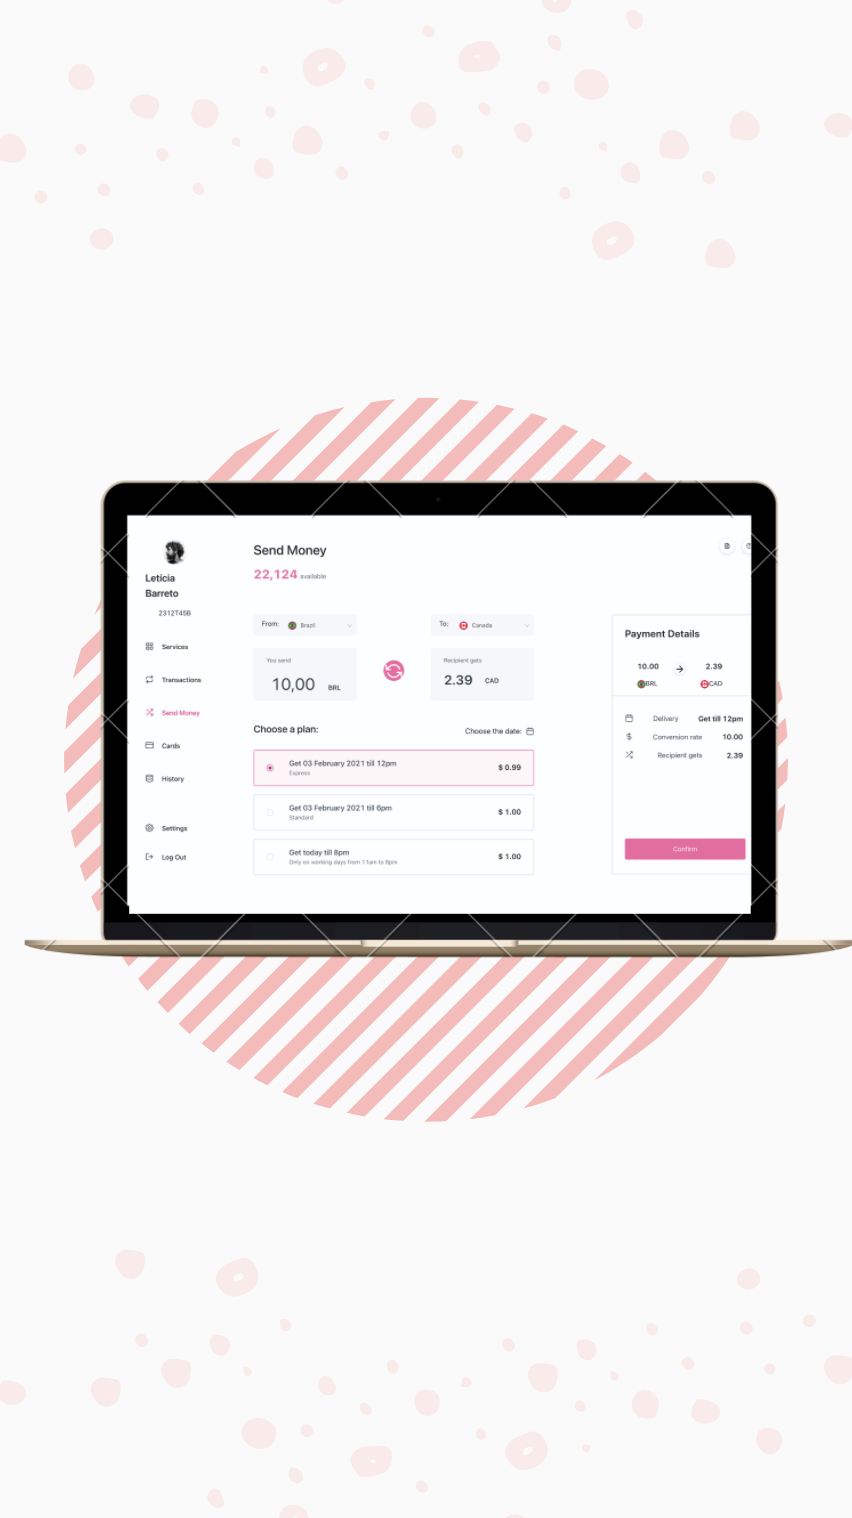 Letícia
Barreto
2312T45B
Services
Transactions
Send Money
Cards
History
Settings
Log Out
Send Money
22,124 available
From: Brazil
To: Canada
You send
10,00 BRL
Recipient gets
2.39 CAD
Choose a plan:
Choose the date:
Get 03 February 2021 till 12pm
Express
$ 0.99
Get 03 February 2021 till 6pm
Standard
$ 1.00
Get today till 8pm
Only on working days from 11am to 8pm
$ 1.00
Payment Details
10.00 2.39
BRL CAD
Delivery Get till 12pm
$ Conversion rate 10.00
Recipient gets 2.39
Confirm